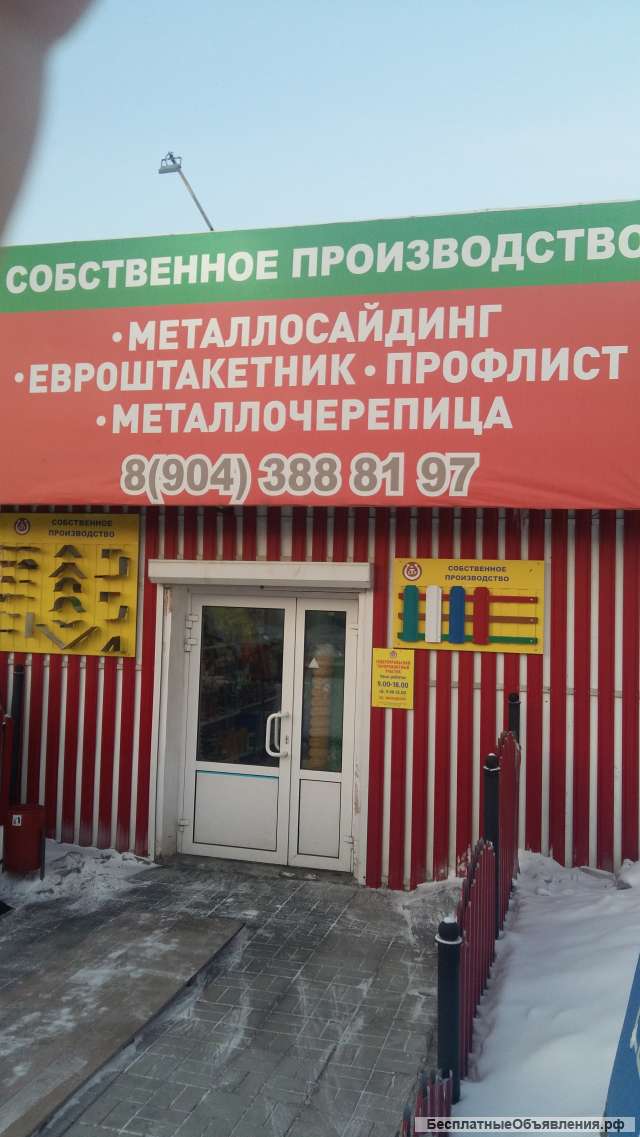 СОБСТВЕННОЕ ПРОИЗВОДСТВО
•МЕТАЛЛОСАЙДИНГ
•ЕВРОШТАКЕТНИК •ПРОФЛИСТ
•МЕТАЛЛОЧЕРЕПИЦА
8(904) 388 81 97
СОБСТВЕННОЕ
ПРОИЗВОДСТВО
СОБСТВЕННОЕ
ПРОИЗВОДСТВО
УЧАСТОК
9.00-18.00
БесплатныеОбъявления.рф